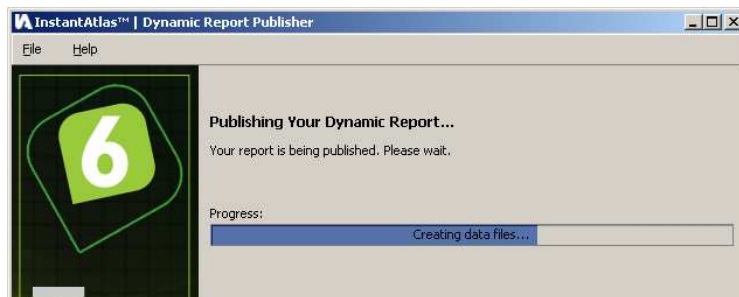 InstantAtlas™ | Dynamic Report Publisher
File Help
6
Publishing Your Dynamic Report...
Your report is being published. Please wait.
Progress:
Creating data files...